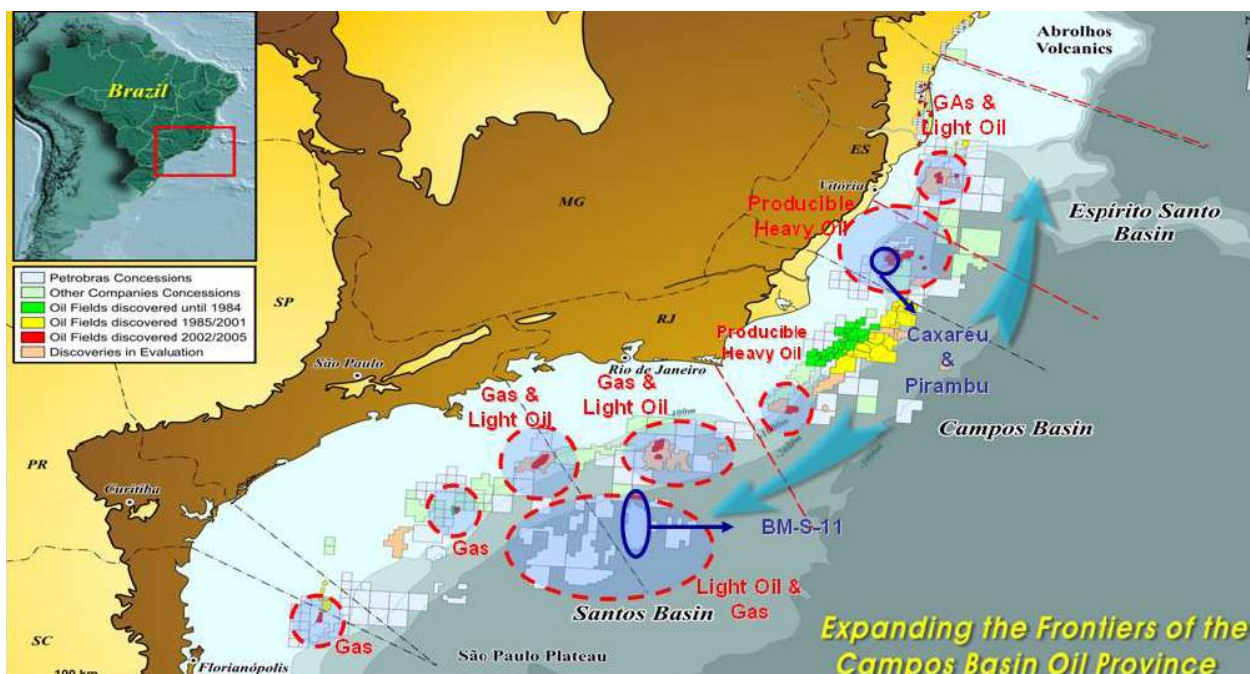 Brazil
Petrobras Concessions
Other Companies Concessions
Oil Fields discovered until 1984
Oil Fields discovered 1985/2001
Oil Fields discovered 2002/2005
Discoveries in Evaluation
Abrolhos
Volcanics
GAs &
Light Oil
ES
Vitória
Producible
Heavy Oil
Espírito Santo
Basin
MG
SP
RJ
Producible
Heavy Oil
Caxaréu
&
Pirambu
São Paulo
Rio de Janeiro
Gas &
Light Oil
Gas &
Light Oil
400m
Campos Basin
PR
Curitiba
BM-S-11
Gas
Light Oil &
Gas
Santos Basin
SC
Gas
São Paulo Plateau
Florianópolis
100 km
Expanding the Frontiers of the
Campos Basin Oil Province